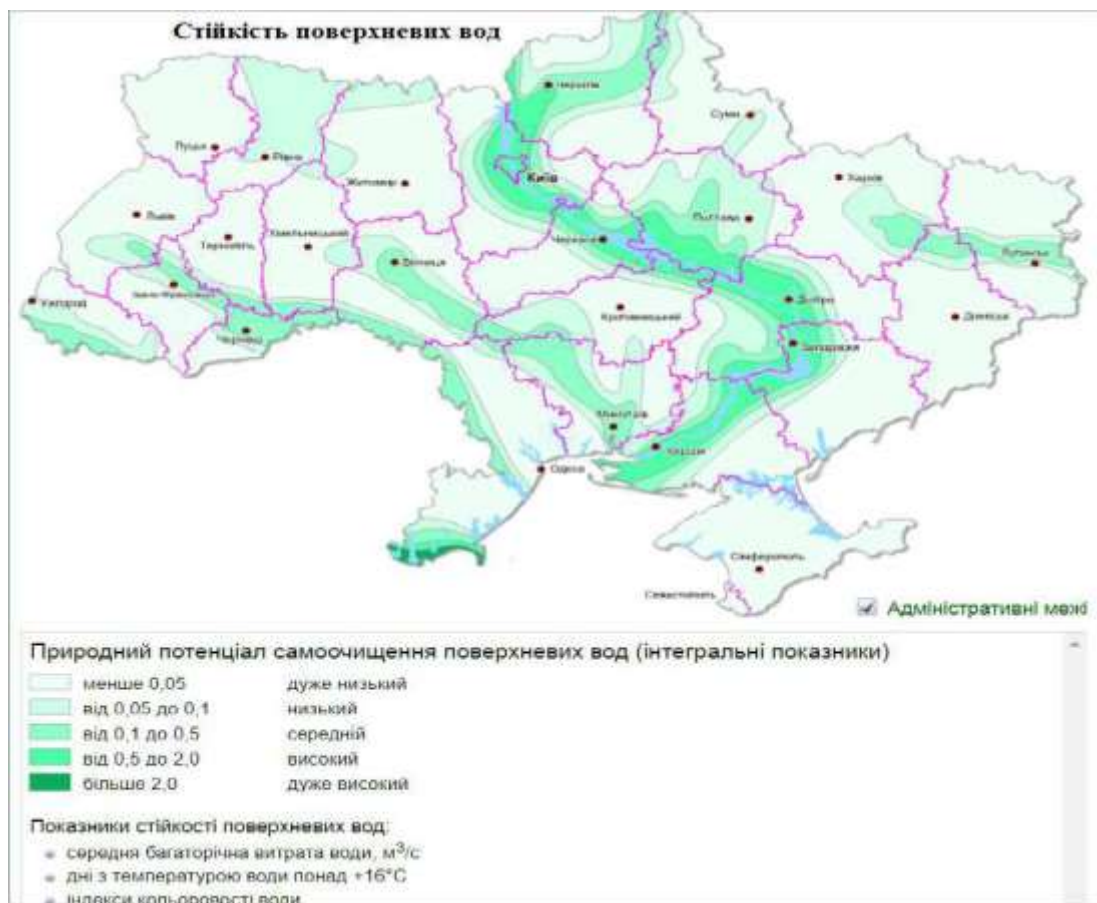 Стійкість поверхневих вод
Чернігів
Суми
Луцьк
Рівне
Житомир
Київ
Харків
Львів
Тернопіль
Хмельницький
Вінниця
Черкаси
Полтава
Луганськ
Ужгород
Івано-Франківськ
Чернівці
Кропивницький
Дніпро
Донецьк
Запоріжжя
Миколаїв
Херсон
Одеса
Сімферополь
Севастополь
Адміністративні межі
Природний потенціал самоочищення поверхневих вод (інтегральні показники)
менше 0,05 дуже низький
від 0,05 до 0,1 низький
від 0,1 до 0,5 середній
від 0,5 до 2,0 високий
більше 2,0 дуже високий
Показники стійкості поверхневих вод:
середня багаторічна витрата води, м³/с
дні з температурою води понад +16°С
індекси кольоровості води